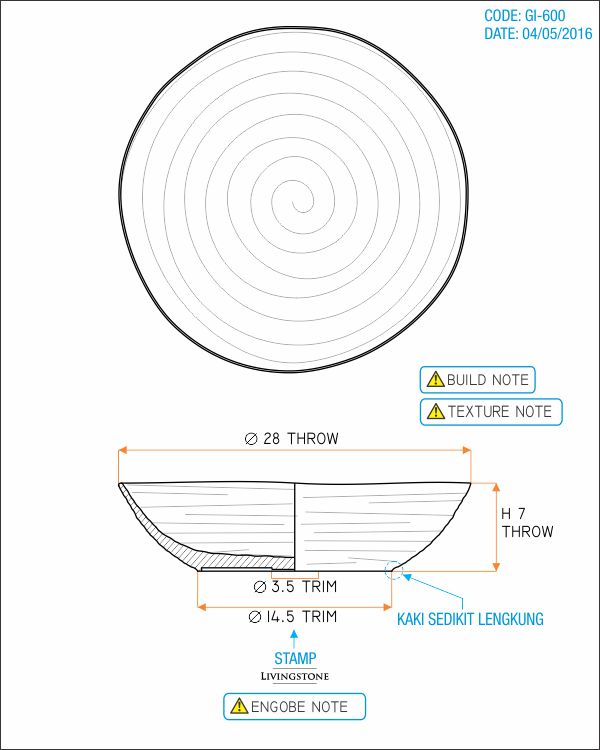 CODE: GI-600
DATE: 04/05/2016
BUILD NOTE
TEXTURE NOTE
Ø 28 THROW
H 7
THROW
Ø 3.5 TRIM
Ø 14.5 TRIM
KAKI SEDIKIT LENGKUNG
STAMP
LIVINGSTONE
ENGOBE NOTE